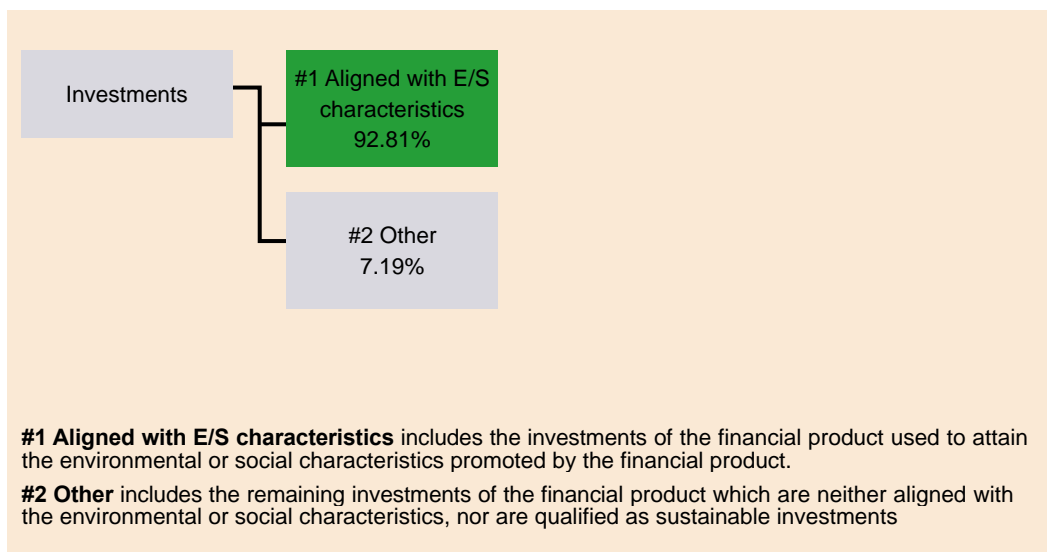 Investments
#1 Aligned with E/S
characteristics
92.81%
#2 Other
7.19%
#1 Aligned with E/S characteristics includes the investments of the financial product used to attain
the environmental or social characteristics promoted by the financial product.
#2 Other includes the remaining investments of the financial product which are neither aligned with
the environmental or social characteristics, nor are qualified as sustainable investments